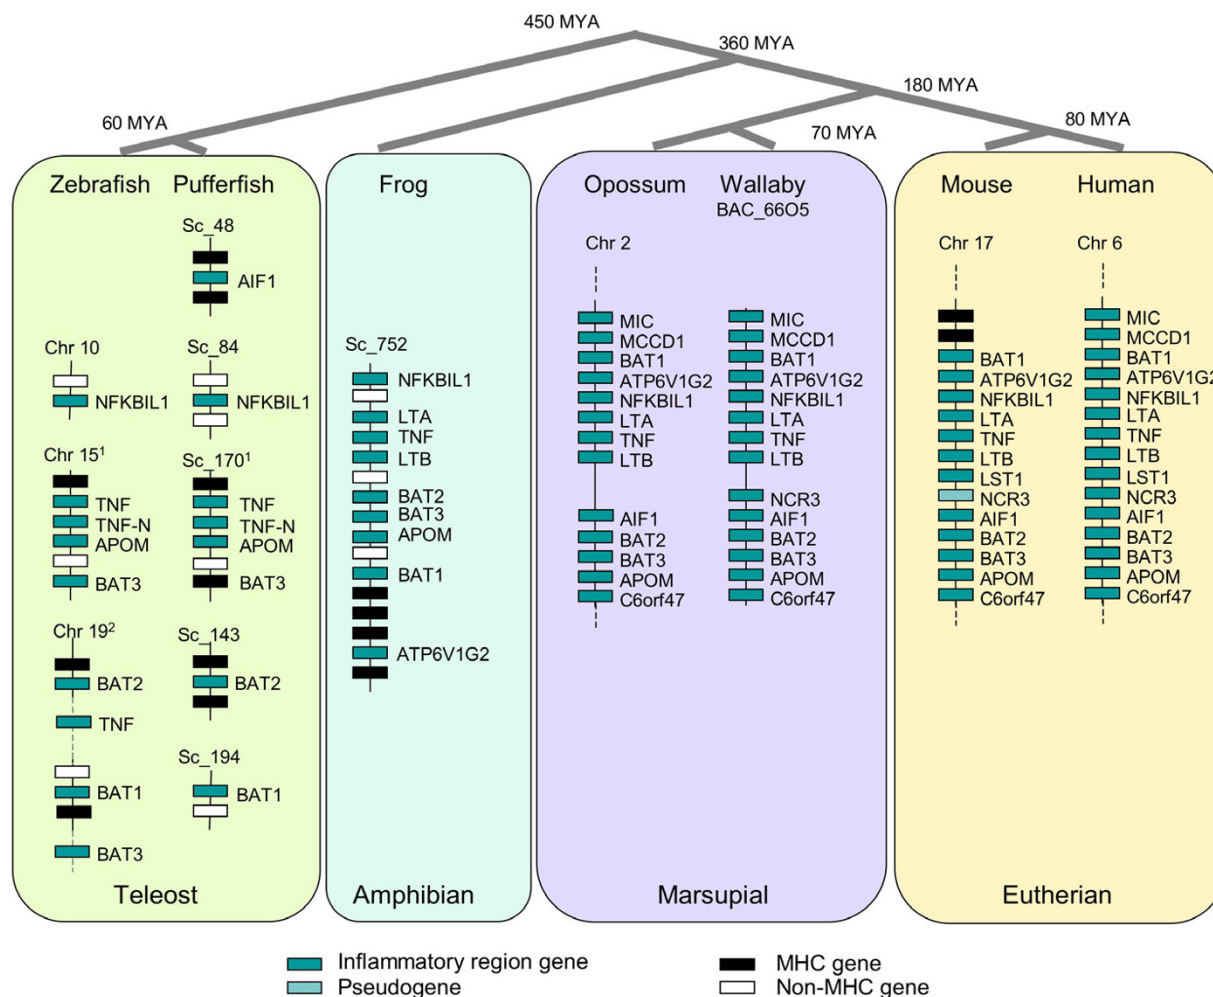 450 MYA
360 MYA
180 MYA
60 MYA
80 MYA
70 MYA
Zebrafish
Pufferfish
Sc_48
AIF1
Chr 10
NFKBIL1
Sc_84
NFKBIL1
Chr 15¹
TNF
TNF-N
APOM
BAT3
Sc_170¹
TNF
TNF-N
APOM
BAT3
Chr 19²
BAT2
TNF
BAT1
BAT3
Sc_143
BAT2
Sc_194
BAT1
Teleost
Frog
Sc_752
NFKBIL1
LTA
TNF
LTB
BAT2
BAT3
APOM
BAT1
ATP6V1G2
Amphibian
Opossum
Wallaby
BAC_66O5
Chr 2
MIC
MCCD1
BAT1
ATP6V1G2
NFKBIL1
LTA
TNF
LTB
AIF1
BAT2
BAT3
APOM
C6orf47
MIC
MCCD1
BAT1
ATP6V1G2
NFKBIL1
LTA
TNF
LTB
NCR3
AIF1
BAT2
BAT3
APOM
C6orf47
Marsupial
Mouse
Human
Chr 17
BAT1
ATP6V1G2
NFKBIL1
LTA
TNF
LTB
LST1
NCR3
AIF1
BAT2
BAT3
APOM
C6orf47
Chr 6
MIC
MCCD1
BAT1
ATP6V1G2
NFKBIL1
LTA
TNF
LTB
LST1
NCR3
AIF1
BAT2
BAT3
APOM
C6orf47
Eutherian
Inflammatory region gene
Pseudogene
MHC gene
Non-MHC gene